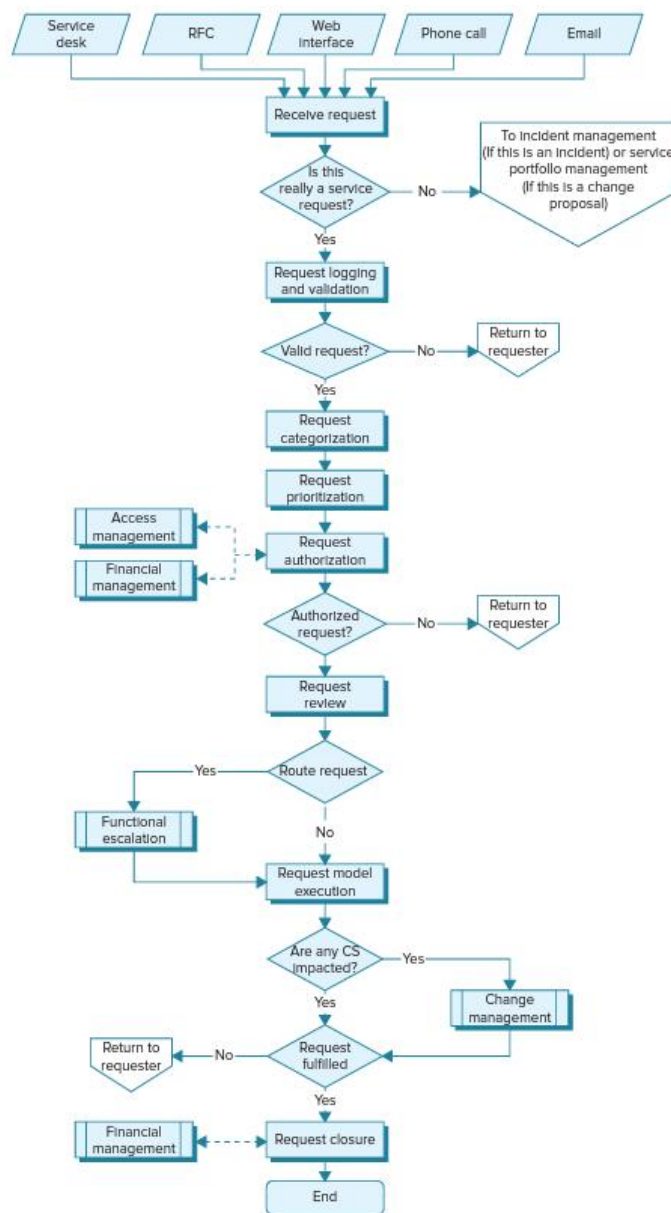 Service
desk
RFC
Web
interface
Phone call
Email
Receive request
To incident management
(If this is an incident) or service
portfollo management
(If this is a change
proposal)
Is this
really a service
request?
No
Yes
Request logging
and validation
Valid request?
No
Return to
requester
Yes
Request
categorization
Request
prioritization
Access
management
Request
authorization
Financial
management
Authorized
request?
No
Return to
requester
Request
review
Yes
Route request
Functional
escalation
No
Request model
execution
Are any CS
impacted?
Yes
Change
management
Yes
Return to
requester
No
Request
fulfilled
Yes
Financial
management
Request closure
End